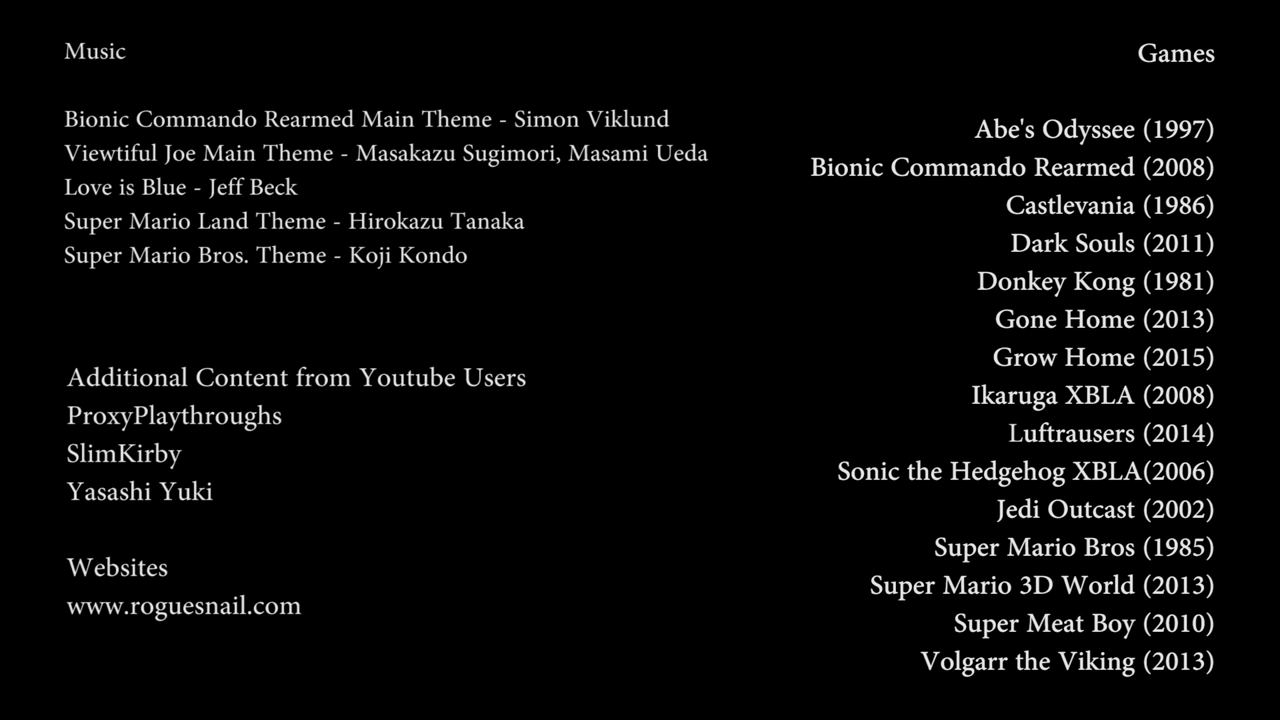 Music
Bionic Commando Rearmed Main Theme - Simon Viklund
Viewtiful Joe Main Theme - Masakazu Sugimori, Masami Ueda
Love is Blue - Jeff Beck
Super Mario Land Theme - Hirokazu Tanaka
Super Mario Bros. Theme - Koji Kondo
Additional Content from Youtube Users
ProxyPlaythroughs
SlimKirby
Yasashi Yuki
Websites
www.roguesnail.com
Games
Abe's Odyssee (1997)
Bionic Commando Rearmed (2008)
Castlevania (1986)
Dark Souls (2011)
Donkey Kong (1981)
Gone Home (2013)
Grow Home (2015)
Ikaruga XBLA (2008)
Luftrausers (2014)
Sonic the Hedgehog XBLA(2006)
Jedi Outcast (2002)
Super Mario Bros (1985)
Super Mario 3D World (2013)
Super Meat Boy (2010)
Volgarr the Viking (2013)